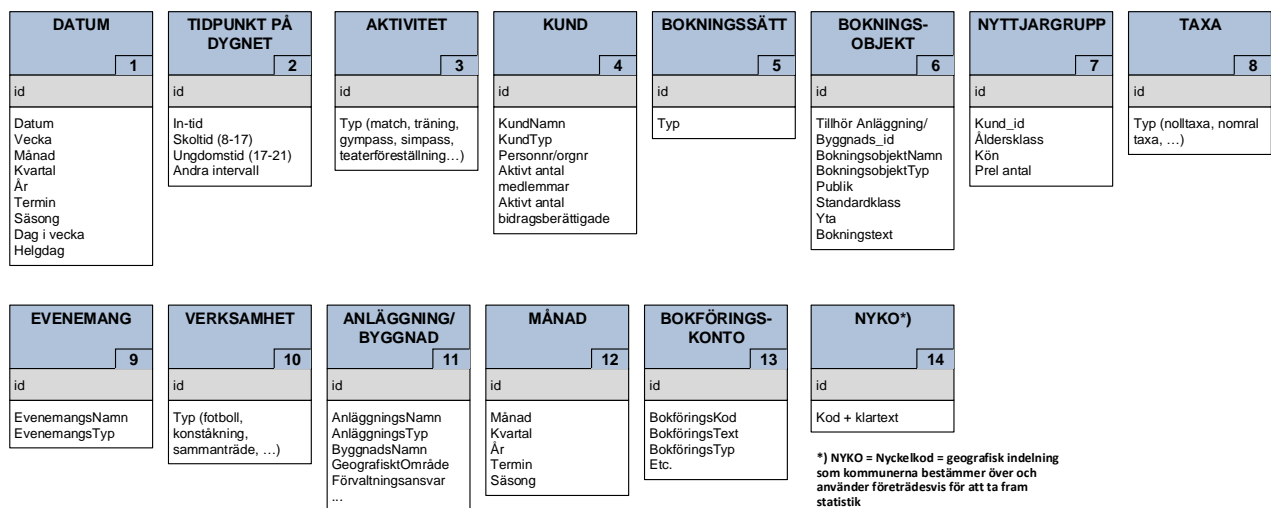 DATUM
1
id
Datum
Vecka
Månad
Kvartal
År
Termin
Säsong
Dag i vecka
Helgdag
TIDPUNKT PÅ
DYGNET
2
id
In-tid
Skoltid (8-17)
Ungdomstid (17-21)
Andra intervall
AKTIVITET
3
id
Typ (match, träning,
gympass, simpass,
teaterföreställning…)
KUND
4
id
KundNamn
KundTyp
Personnr/orgnr
Aktivt antal
medlemmar
Aktivt antal
bidragsberättigade
BOKNINGSSÄTT
5
id
Typ
BOKNINGS-
OBJEKT
6
id
Tillhör Anläggning/
Byggnads_id
BokningsobjektNamn
BokningsobjektTyp
Publik
Standardklass
Yta
Bokningstext
NYTTJARGRUPP
7
id
Kund_id
Åldersklass
Kön
Prel antal
TAXA
8
id
Typ (nolltaxa, nomral
taxa, …)
EVENEMANG
9
id
EvenemangsNamn
EvenemangsTyp
VERKSAMHET
10
id
Typ (fotboll,
konståkning,
sammanträde, …)
ANLÄGGNING/
BYGGNAD
11
id
AnläggningsNamn
AnläggningsTyp
ByggnadsNamn
GeografisktOmråde
Förvaltningsansvar
...
MÅNAD
12
id
Månad
Kvartal
År
Termin
Säsong
BOKFÖRINGS-
KONTO
13
id
BokföringsKod
BokföringsText
BokföringsTyp
Etc.
NYKO*)
14
id
Kod + klartext
*) NYKO = Nyckelkod = geografisk indelning
som kommunerna bestämmer över och
använder företrädesvis för att ta fram
statistik